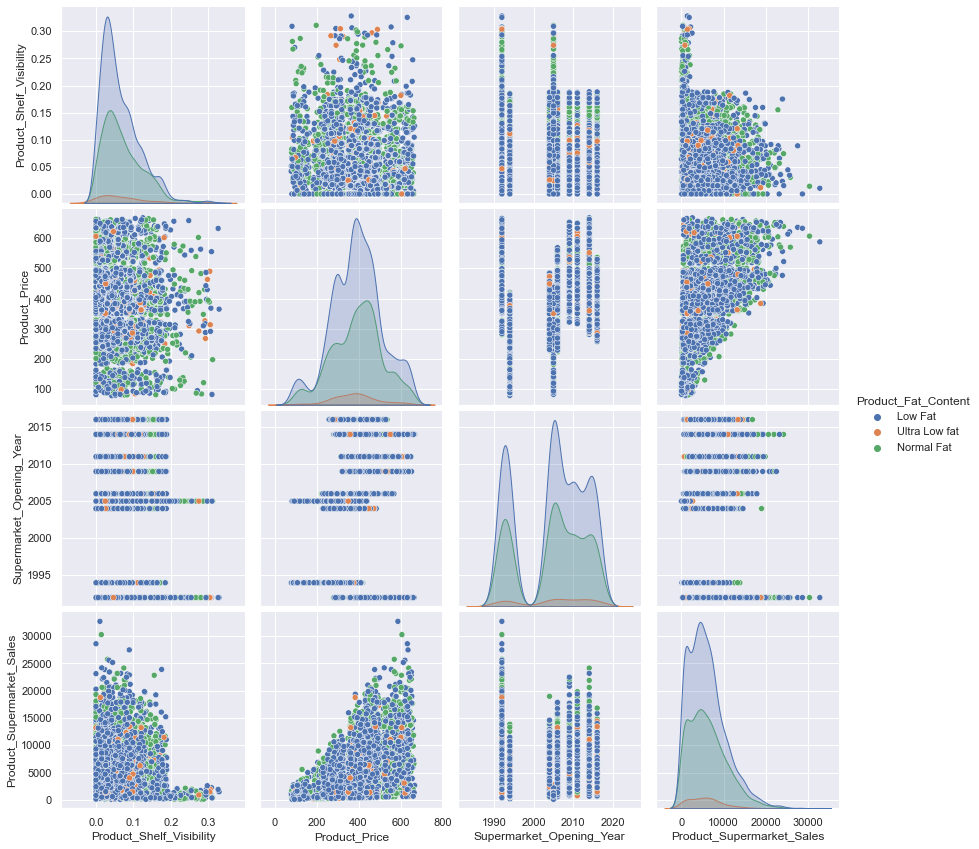 Product_Shelf_Visibility
0.30
0.25
0.20
0.15
0.10
0.05
0.00
Product_Price
600
500
400
300
200
100
Product_Fat_Content
Low Fat
Ultra Low fat
Normal Fat
Supermarket_Opening_Year
2015
2010
2005
2000
1995
Product_Supermarket_Sales
30000
25000
20000
15000
10000
5000
0
0.0 0.1 0.2 0.3
Product_Shelf_Visibility
0 200 400 600 800
Product_Price
1990 2000 2010 2020
Supermarket_Opening_Year
0 10000 20000 30000
Product_Supermarket_Sales